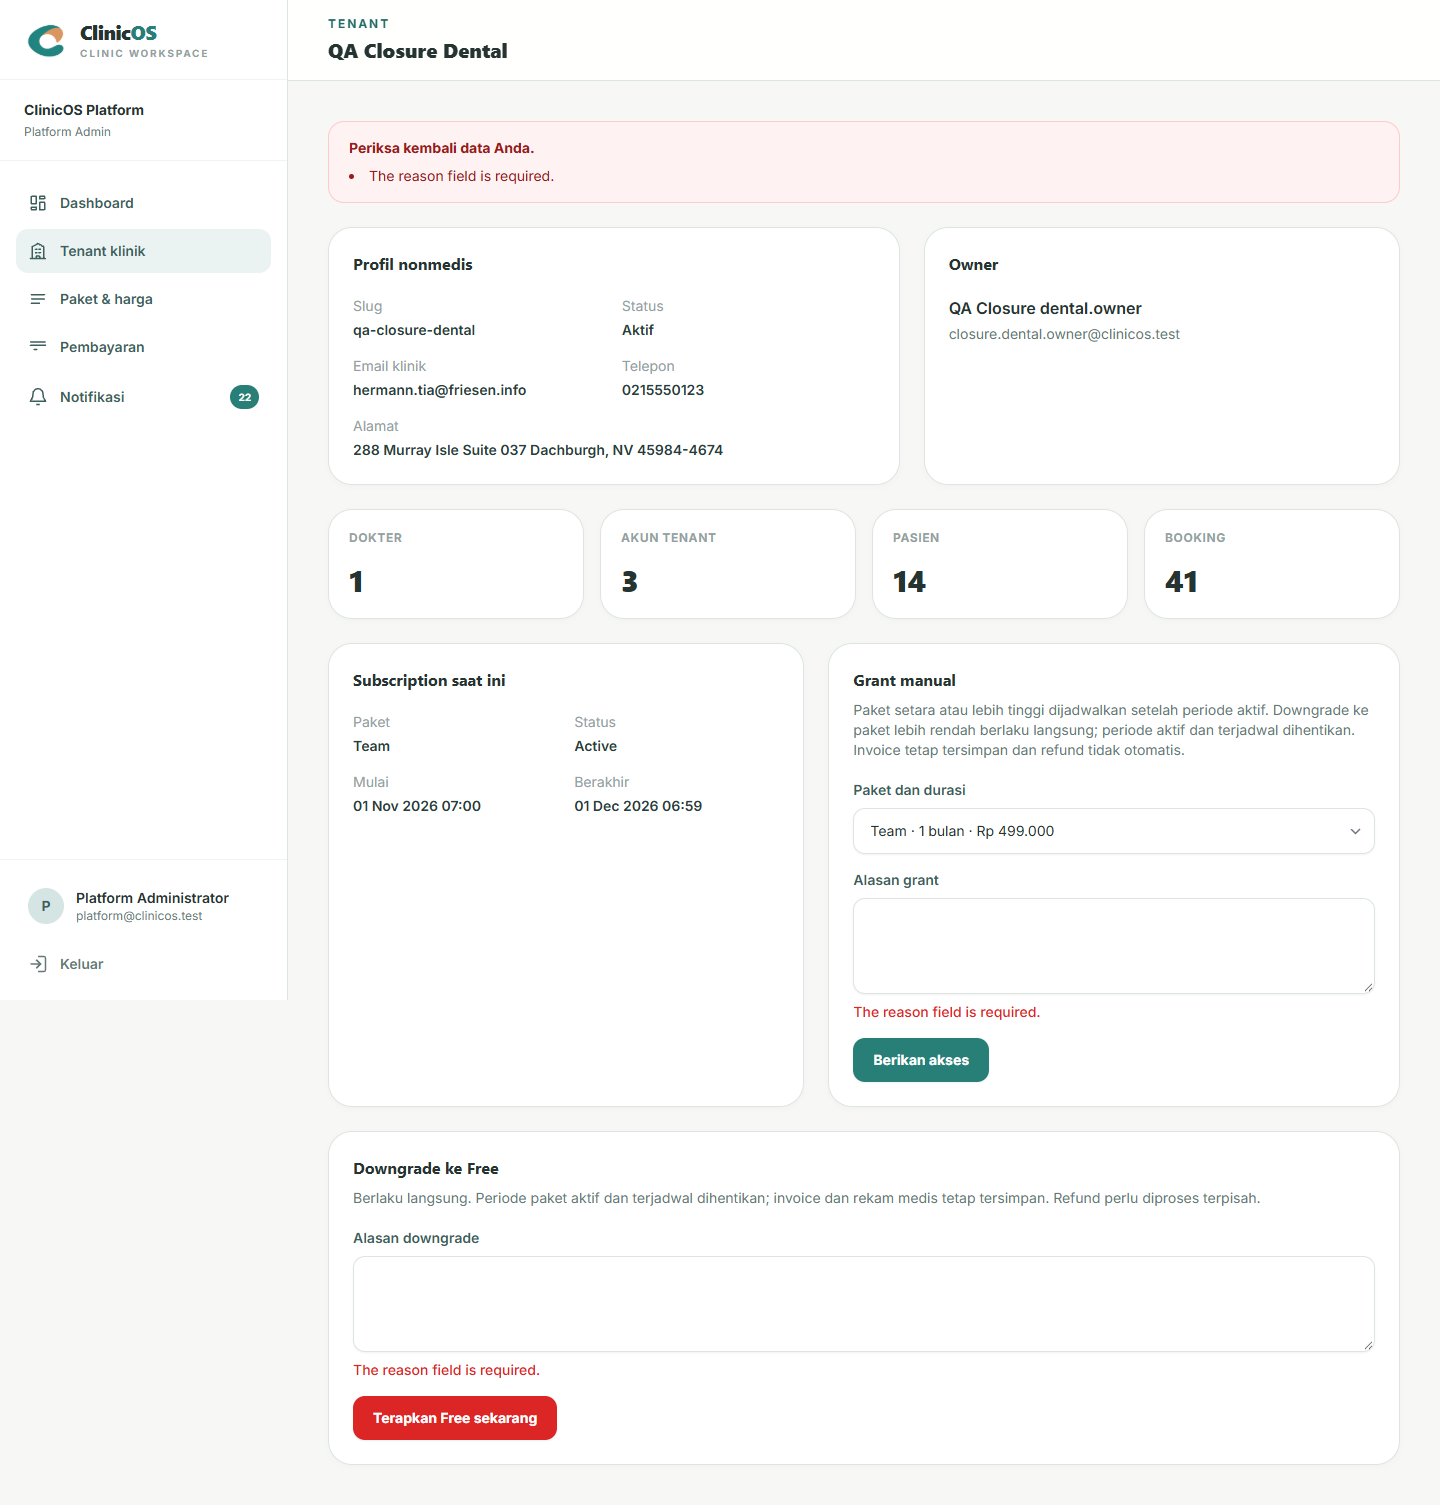 ClinicOS
CLINIC WORKSPACE
ClinicOS Platform
Platform Admin
Dashboard
Tenant klinik
Paket & harga
Pembayaran
Notifikasi
22
Platform Administrator
P
platform@clinicos.test
Keluar
TENANT
QA Closure Dental
Periksa kembali data Anda.
• The reason field is required.
Profil nonmedis
Slug
qa-closure-dental
Status
Aktif
Email klinik
hermann.tia@friesen.info
Telepon
0215550123
Alamat
288 Murray Isle Suite 037 Dachburgh, NV 45984-4674
Owner
QA Closure dental.owner
closure.dental.owner@clinicos.test
DOKTER
1
AKUN TENANT
3
PASIEN
14
BOOKING
41
Subscription saat ini
Paket
Team
Status
Active
Mulai
01 Nov 2026 07:00
Berakhir
01 Dec 2026 06:59
Grant manual
Paket setara atau lebih tinggi dijadwalkan setelah periode aktif. Downgrade ke
paket lebih rendah berlaku langsung; periode aktif dan terjadwal dihentikan.
Invoice tetap tersimpan dan refund tidak otomatis.
Paket dan durasi
Team · 1 bulan · Rp 499.000
Alasan grant
The reason field is required.
Berikan akses
Downgrade ke Free
Berlaku langsung. Periode paket aktif dan terjadwal dihentikan; invoice dan rekam medis tetap tersimpan. Refund perlu diproses terpisah.
Alasan downgrade
The reason field is required.
Terapkan Free sekarang